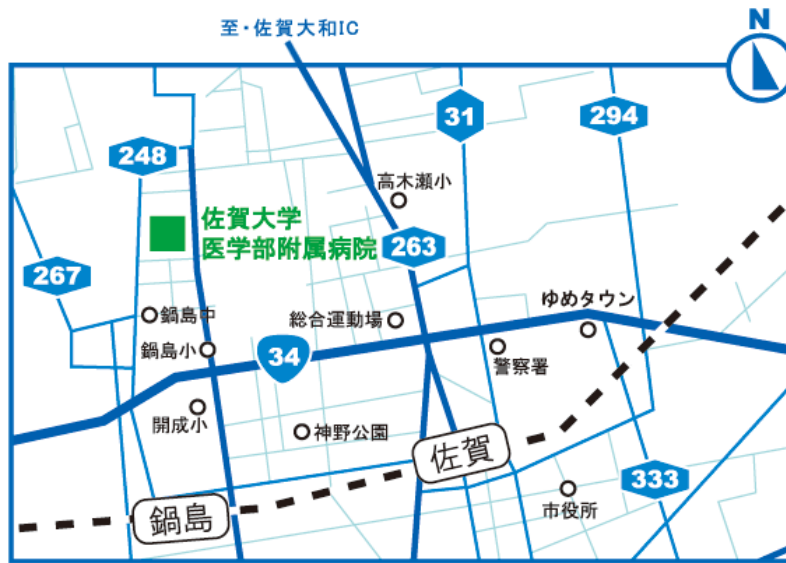 至・佐賀大和IC
N
31
294
248
高木瀬小
佐賀大学
医学部附属病院
263
267
ゆめタウン
鍋島中
総合運動場
鍋島小
34
警察署
開成小
神野公園
佐賀
333
市役所
鍋島